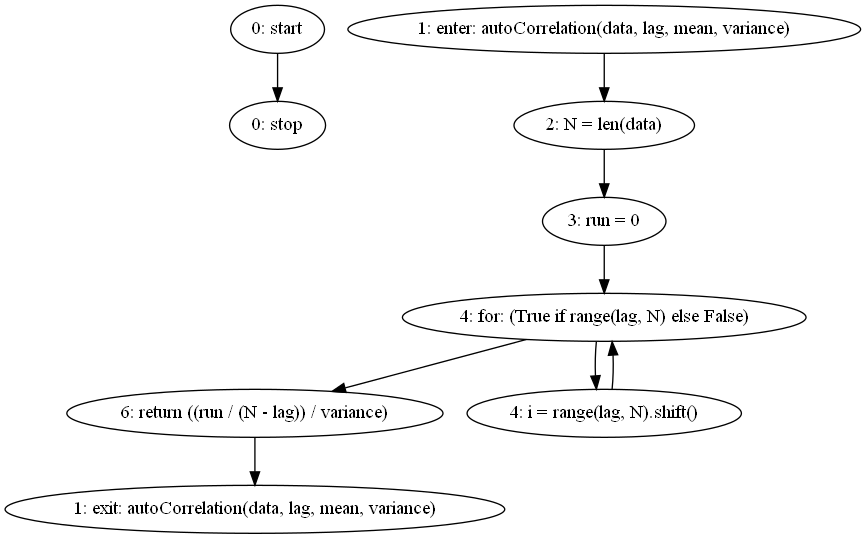 0: start
1: enter: autoCorrelation(data, lag, mean, variance)
0: stop
2: N = len(data)
3: run = 0
4: for: (True if range(lag, N) else False)
6: return ((run / (N - lag)) / variance)
4: i = range(lag, N).shift()
1: exit: autoCorrelation(data, lag, mean, variance)